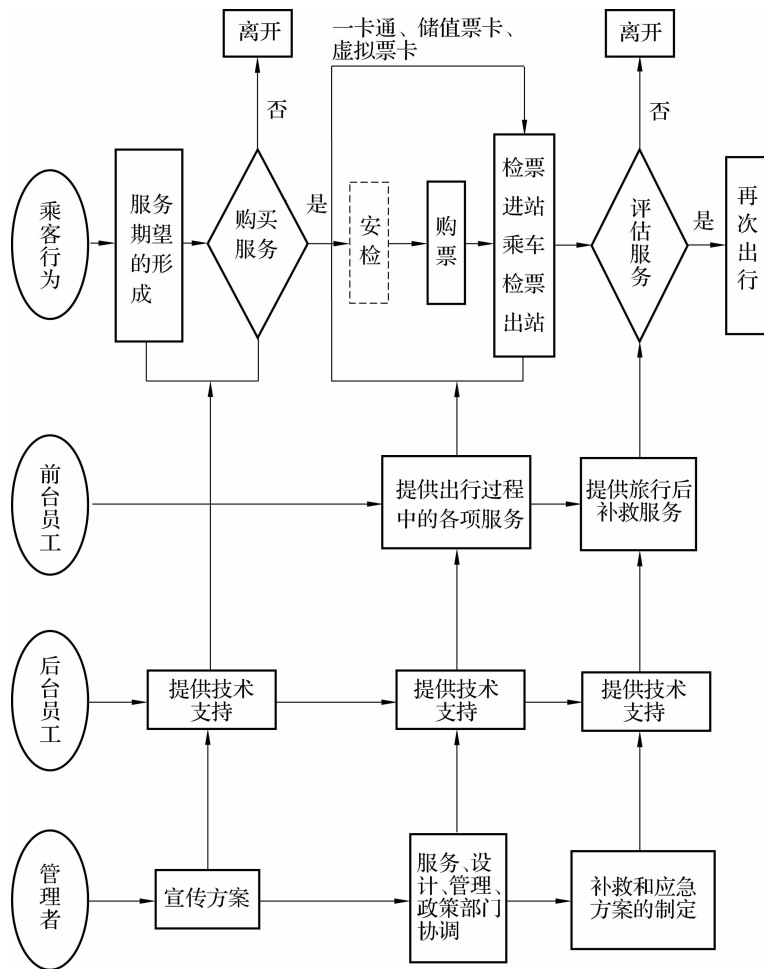 离开
一卡通、储值票卡、
虚拟票卡
离开
否
否
乘客行为
服务
期望
的形
成
购买
服务
是
安检
购票
检票
进站
乘车
检票
出站
评估服务
是
再次出行
前台员工
提供出行过程
中的各项服务
提供旅行后
补救服务
后台员工
提供技术
支持
提供技术
支持
提供技术
支持
管理者
宣传方案
服务、设
计、管理、
政策部门
协调
补救和应急
方案的制定